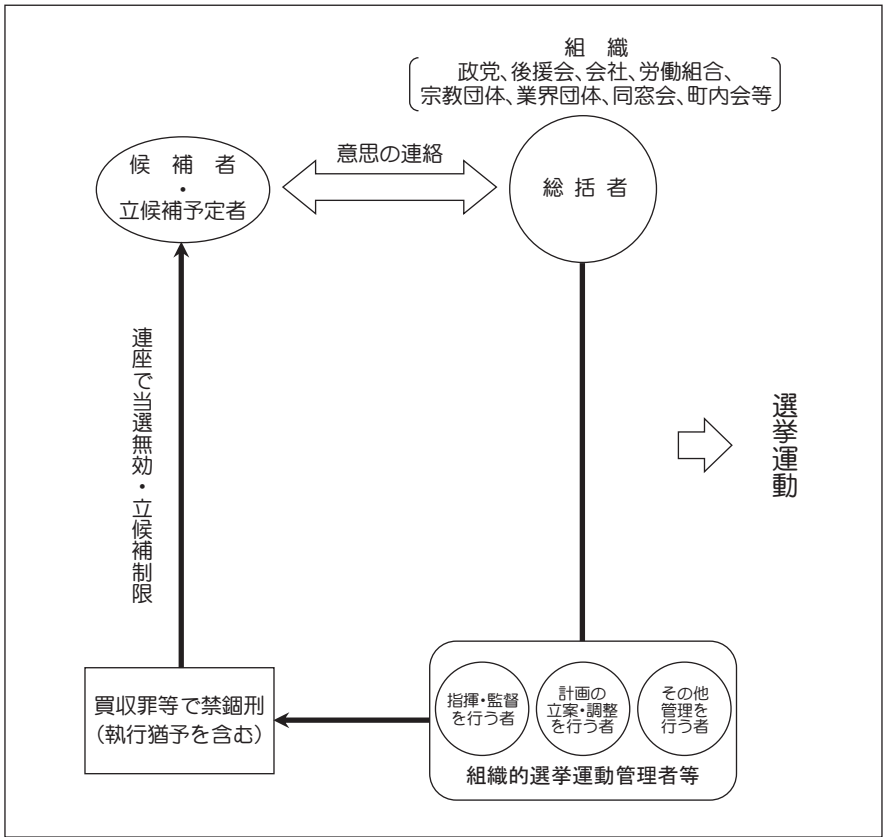 組　織
政党、後援会、会社、労働組合、
宗教団体、業界団体、同窓会、町内会等
候　補　者
・
立候補予定者
意思の連絡
総 括 者
連座で当選無効・立候補制限
選挙運動
買収罪等で禁錮刑
(執行猶予を含む)
指揮・監督
を行う者
計画の
立案・調整
を行う者
その他
管理を
行う者
組織的選挙運動管理者等